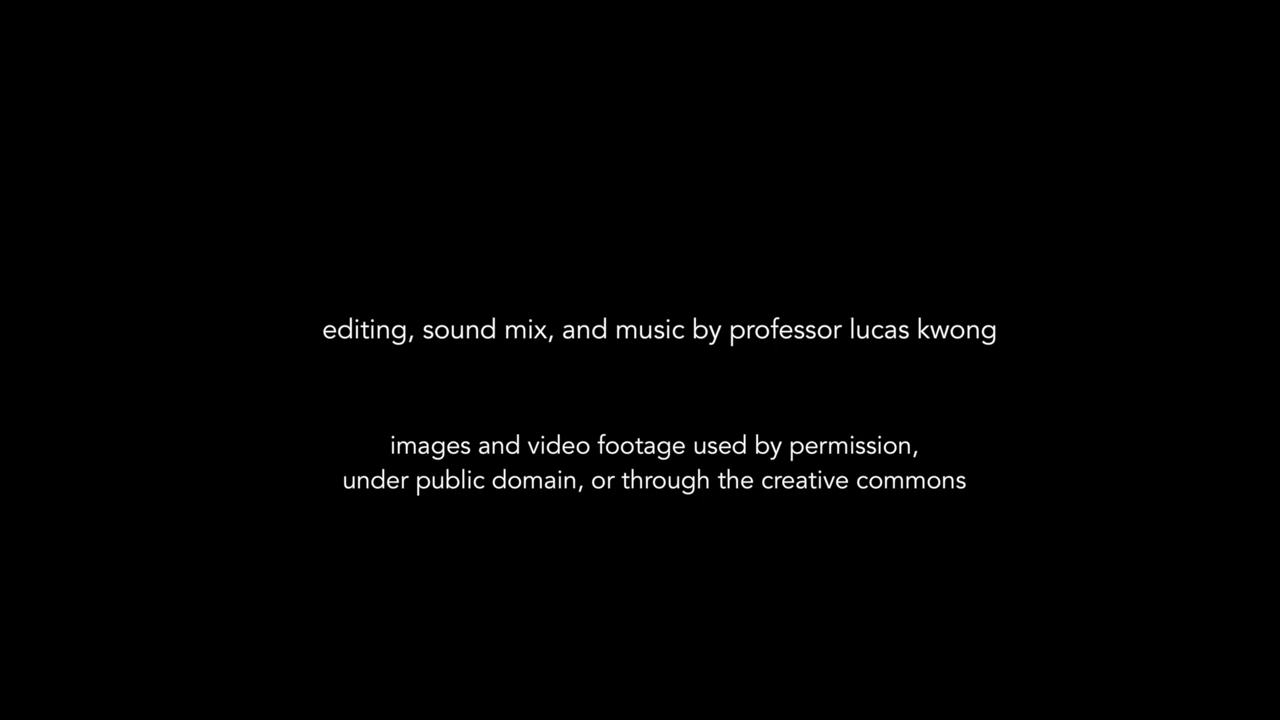 editing, sound mix, and music by professor lucas kwong
images and video footage used by permission,
under public domain, or through the creative commons